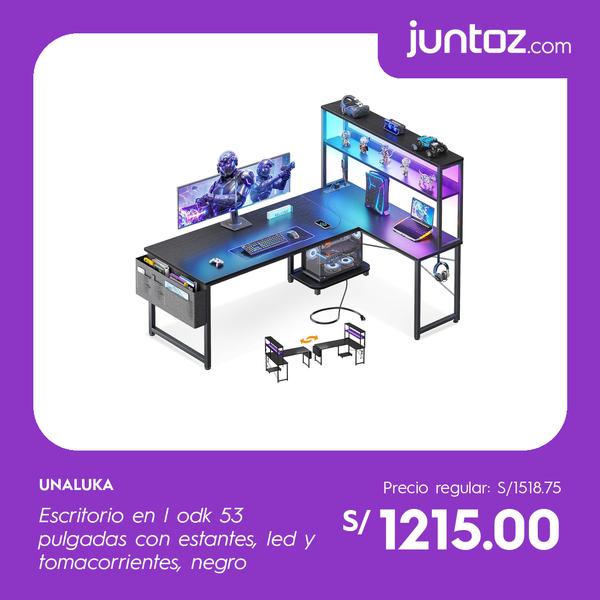 juntoz.com
UNALUKA
Escritorio en l odk 53
pulgadas con estantes, led y
tomacorrientes, negro
Precio regular: S/1518.75
S/ 1215.00